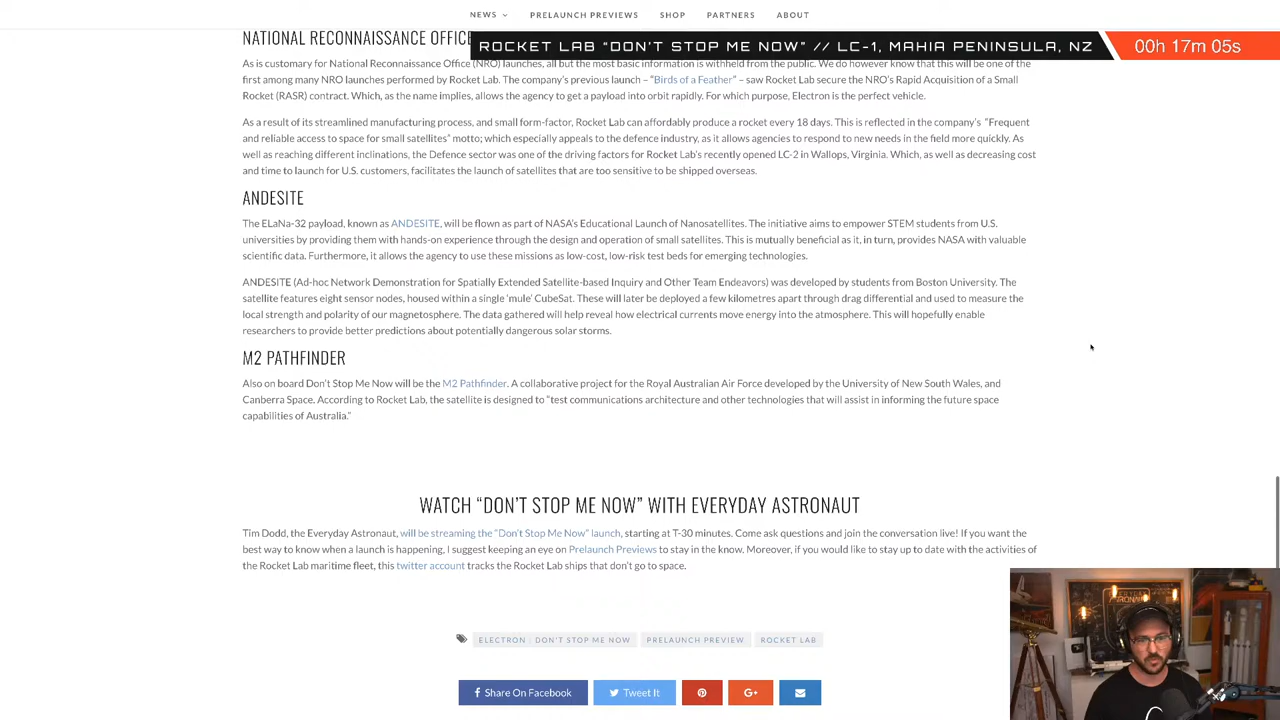 NEWS PRELAUNCH PREVIEWS SHOP PARTNERS ABOUT
ROCKET LAB “DON’T STOP ME NOW” // LC-1, MAHIA PENINSULA, NZ 00h 17m 05s
NATIONAL RECONNAISSANCE OFFICE
As is customary for National Reconnaissance Office (NRO) launches, all but the most basic information is withheld from the public. We do however know that this will be one of the
first among many NRO launches performed by Rocket Lab. The company’s previous launch – “Birds of a Feather” – saw Rocket Lab secure the NRO’s Rapid Acquisition of a Small
Rocket (RASR) contract. Which, as the name implies, allows the agency to get a payload into orbit rapidly. For which purpose, Electron is the perfect vehicle.
As a result of its streamlined manufacturing process, and small form-factor, Rocket Lab can affordably produce a rocket every 18 days. This is reflected in the company’s “Frequent
and reliable access to space for small satellites” motto; which especially appeals to the defence industry, as it allows agencies to respond to new needs in the field more quickly. As
well as reaching different inclinations, the Defence sector was one of the driving factors for Rocket Lab’s recently opened LC-2 in Wallops, Virginia. Which, as well as decreasing cost
and time to launch for U.S. customers, facilitates the launch of satellites that are too sensitive to be shipped overseas.
ANDESITE
The ELaNa-32 payload, known as ANDESITE, will be flown as part of NASA’s Educational Launch of Nanosatellites. The initiative aims to empower STEM students from U.S.
universities by providing them with hands-on experience through the design and operation of small satellites. This is mutually beneficial as it, in turn, provides NASA with valuable
scientific data. Furthermore, it allows the agency to use these missions as low-cost, low-risk test beds for emerging technologies.
ANDESITE (Ad-hoc Network Demonstration for Spatially Extended Satellite-based Inquiry and Other Team Endeavors) was developed by students from Boston University. The
satellite features eight sensor nodes, housed within a single ‘mule’ CubeSat. These will later be deployed a few kilometres apart through drag differential and used to measure the
local strength and polarity of our magnetosphere. The data gathered will help reveal how electrical currents move energy into the atmosphere. This will hopefully enable
researchers to provide better predictions about potentially dangerous solar storms.
M2 PATHFINDER
Also on board Don’t Stop Me Now will be the M2 Pathfinder. A collaborative project for the Royal Australian Air Force developed by the University of New South Wales, and
Canberra Space. According to Rocket Lab, the satellite is designed to “test communications architecture and other technologies that will assist in informing the future space
capabilities of Australia.”
WATCH “DON’T STOP ME NOW” WITH EVERYDAY ASTRONAUT
Tim Dodd, the Everyday Astronaut, will be streaming the “Don’t Stop Me Now” launch, starting at T-30 minutes. Come ask questions and join the conversation live! If you want the
best way to know when a launch is happening, I suggest keeping an eye on Prelaunch Previews to stay in the know. Moreover, if you would like to stay up to date with the activities of
the Rocket Lab maritime fleet, this twitter account tracks the Rocket Lab ships that don’t go to space.
ELECTRON : DON’T STOP ME NOW PRELAUNCH PREVIEW ROCKET LAB
Share On Facebook Tweet It